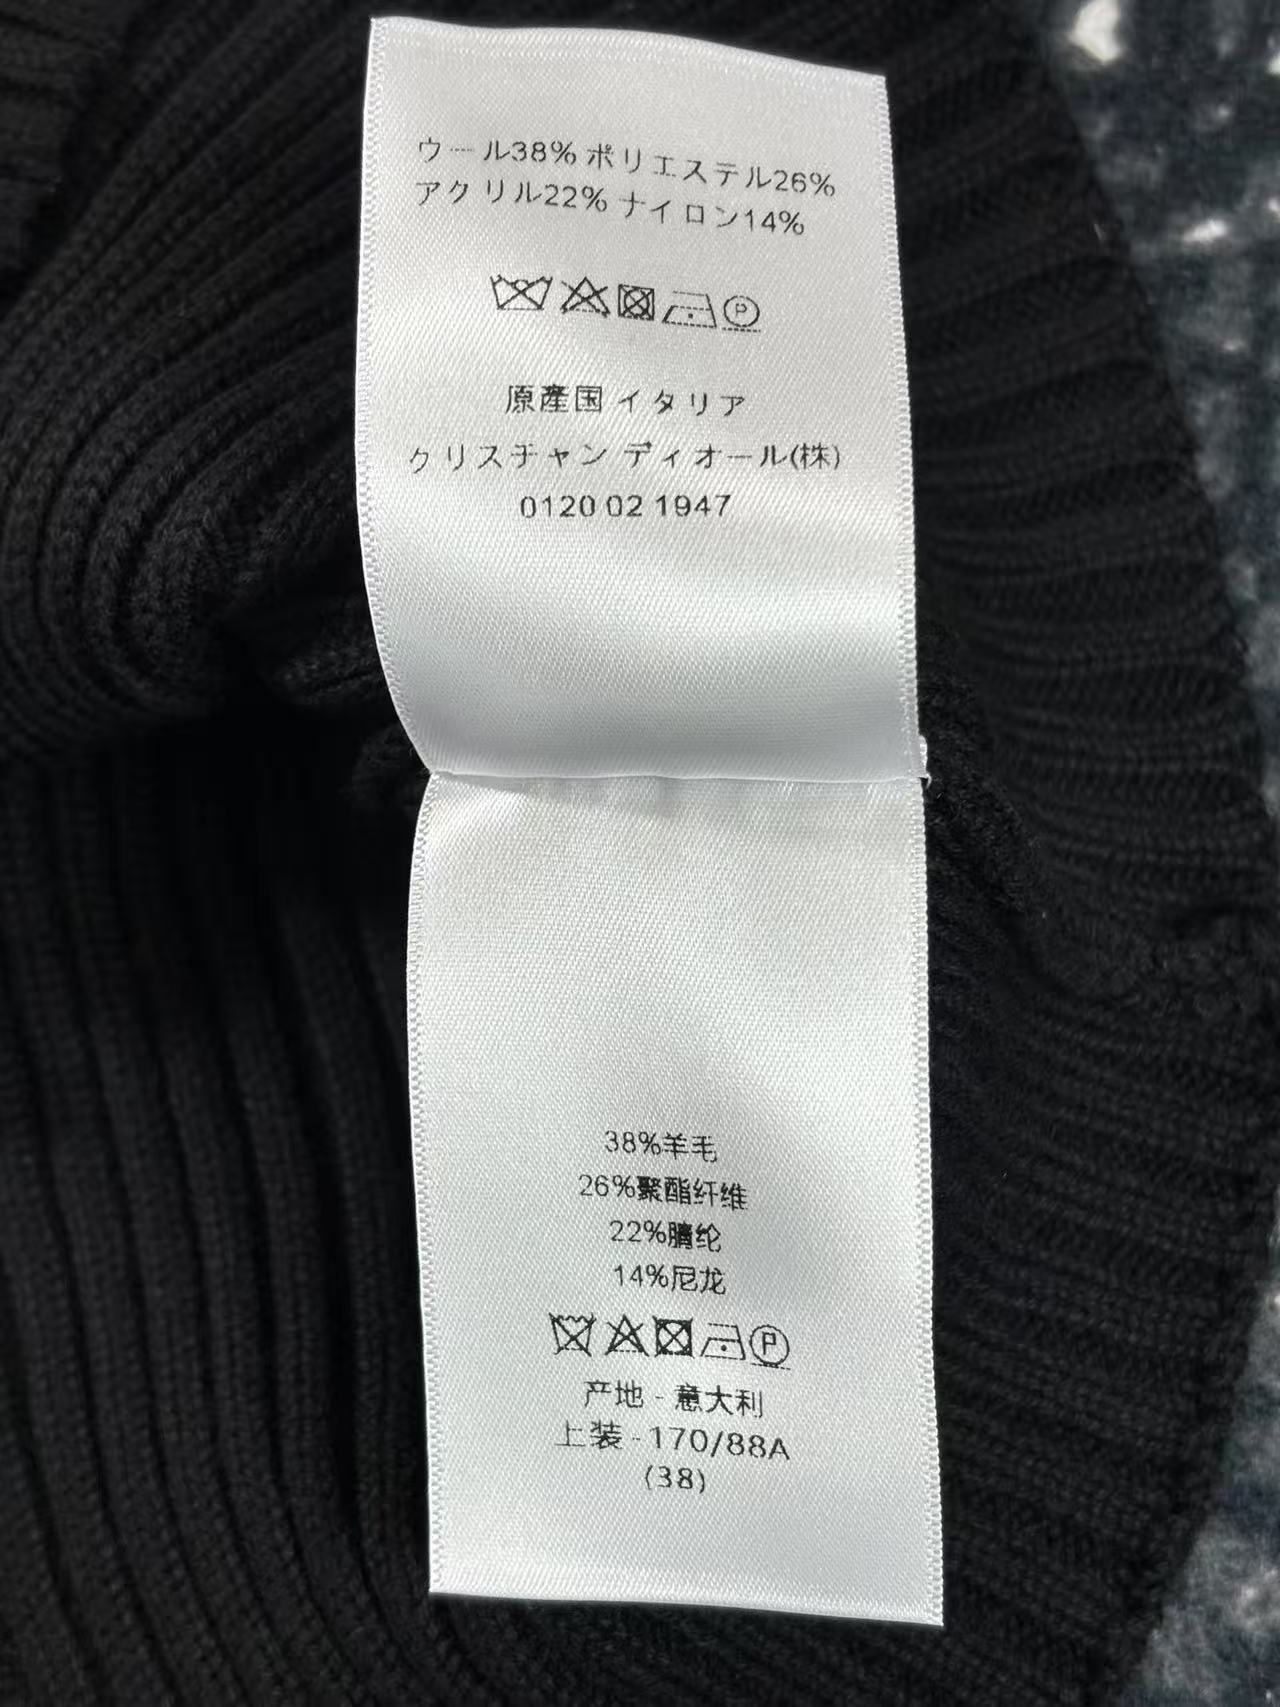 ウール38% ポリエステル26%
アクリル22% ナイロン14%
P
原産国 イタリア
クリスチャン ディオール(株)
0120 02 1947
38%羊毛
26%聚酯纤维
22%腈纶
14%尼龙
P
产地 - 意大利
上装 - 170/88A
(38)